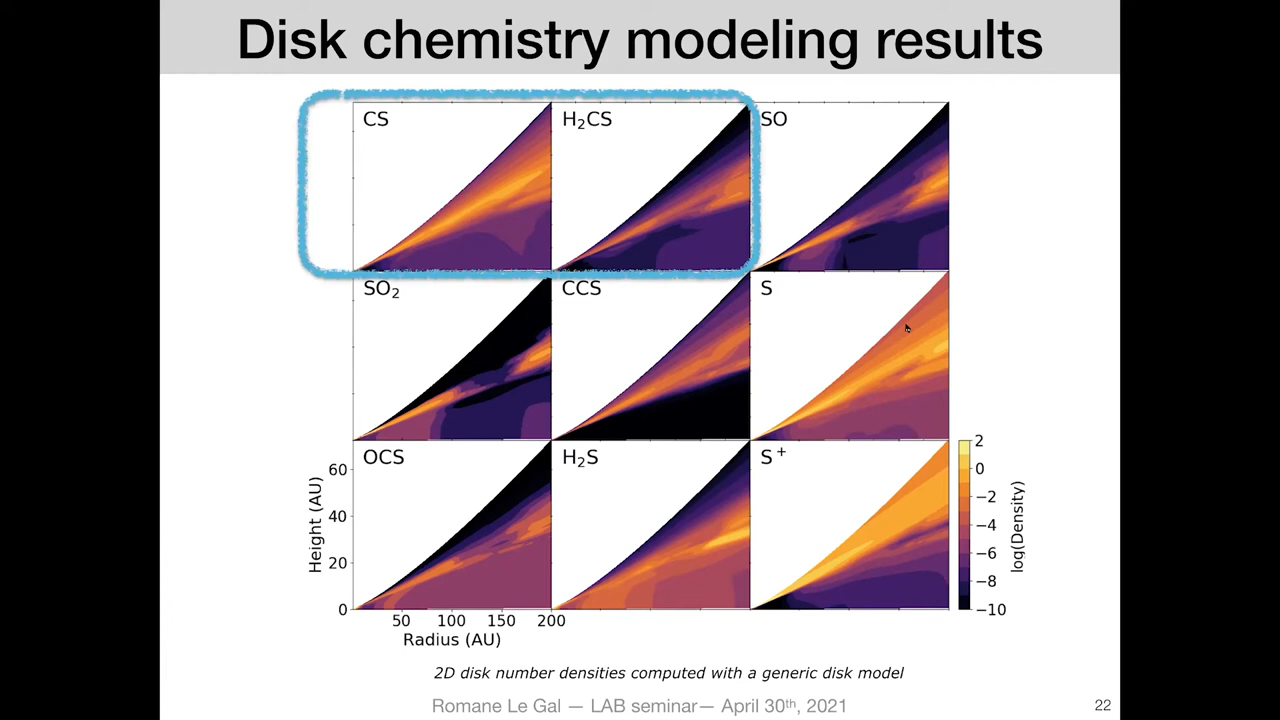 Disk chemistry modeling results
CS
H₂CS
SO
SO₂
CCS
S
OCS
H₂S
S⁺
Height (AU)
60
40
20
0
50 100 150 200
Radius (AU)
2
0
−2
−4
−6
−8
−10
log(Density)
2D disk number densities computed with a generic disk model
Romane Le Gal — LAB seminar— April 30ᵗʰ, 2021
22